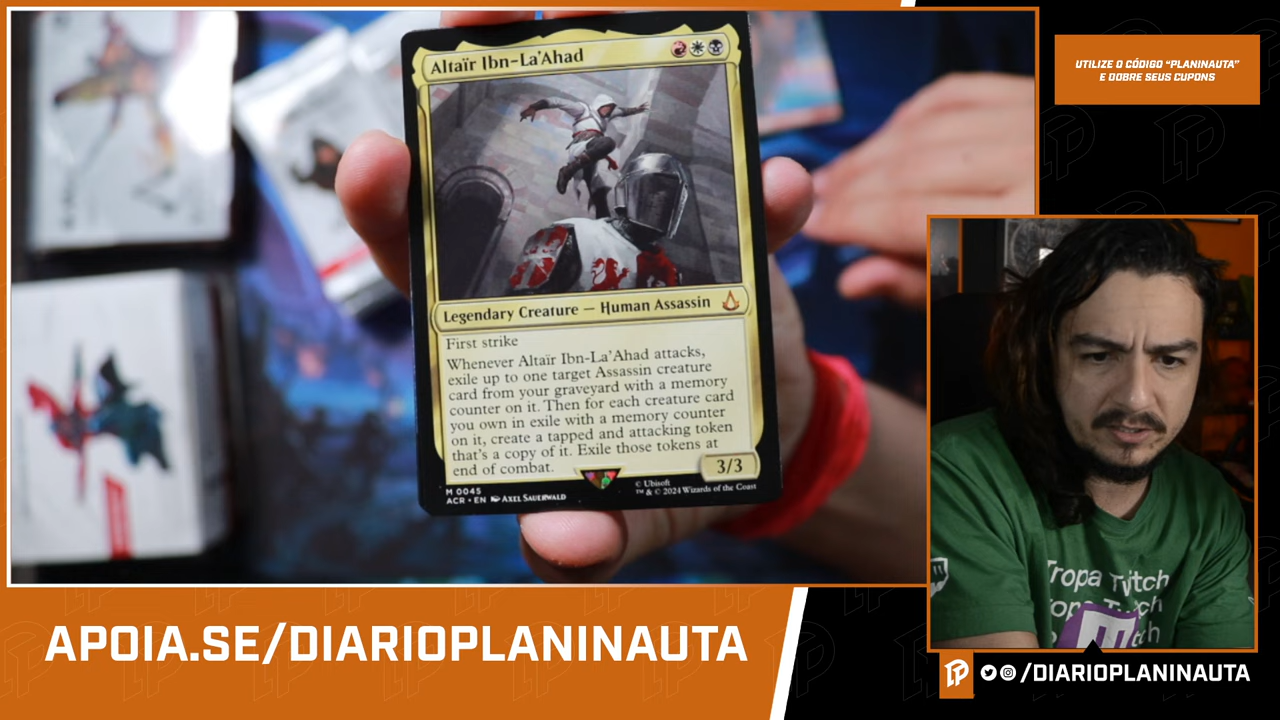 Altaïr Ibn-La'Ahad
Legendary Creature — Human Assassin
First strike
Whenever Altaïr Ibn-La'Ahad attacks,
exile up to one target Assassin creature
card from your graveyard with a memory
counter on it. Then for each creature card
you own in exile with a memory counter
on it, create a tapped and attacking token
that's a copy of it. Exile those tokens at
end of combat.
3/3
M 0045
ACR • EN AXEL SAUERWALD
© Ubisoft
™ & © 2024 Wizards of the Coast
UTILIZE O CÓDIGO “PLANINAUTA”
E DOBRE SEUS CUPONS
Tropa Twitch
APOIA.SE/DIARIOPLANINAUTA
/DIARIOPLANINAUTA